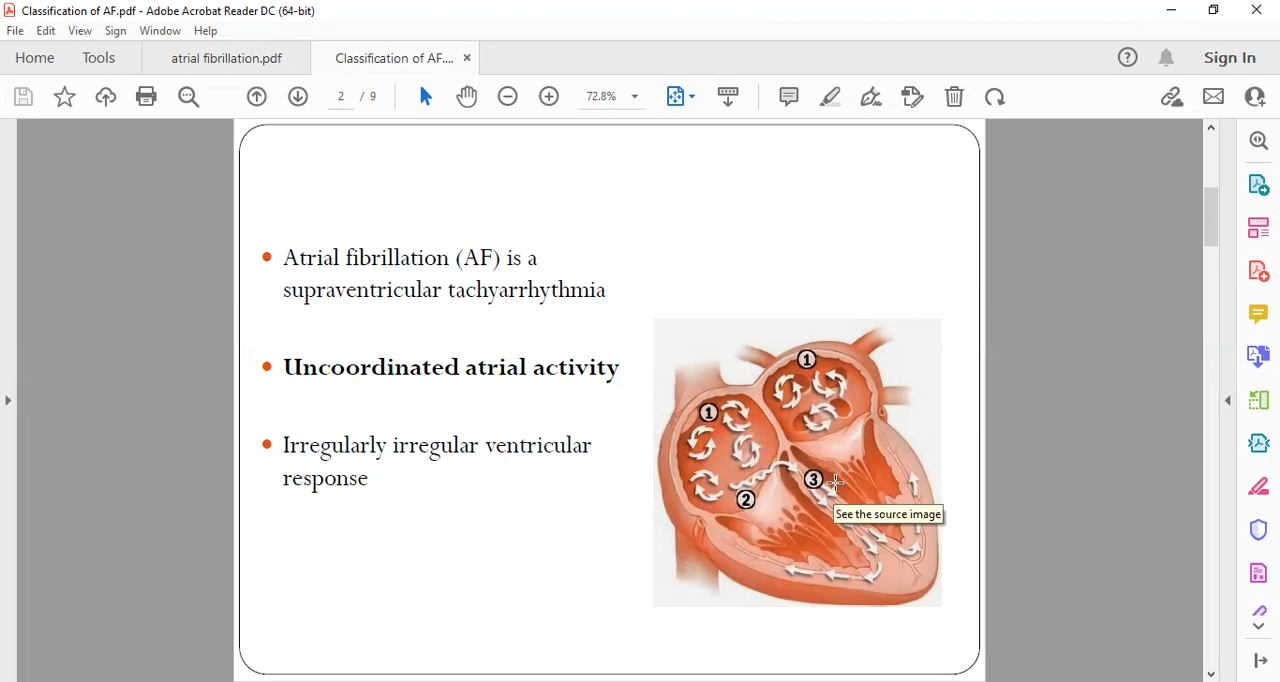 Classification of AF.pdf - Adobe Acrobat Reader DC (64-bit)
File Edit View Sign Window Help
Home Tools atrial fibrillation.pdf Classification of AF.... × Sign In
2 / 9 72.8%
• Atrial fibrillation (AF) is a
supraventricular tachyarrhythmia
• Uncoordinated atrial activity
• Irregularly irregular ventricular
response
1
1
2
3
See the source image